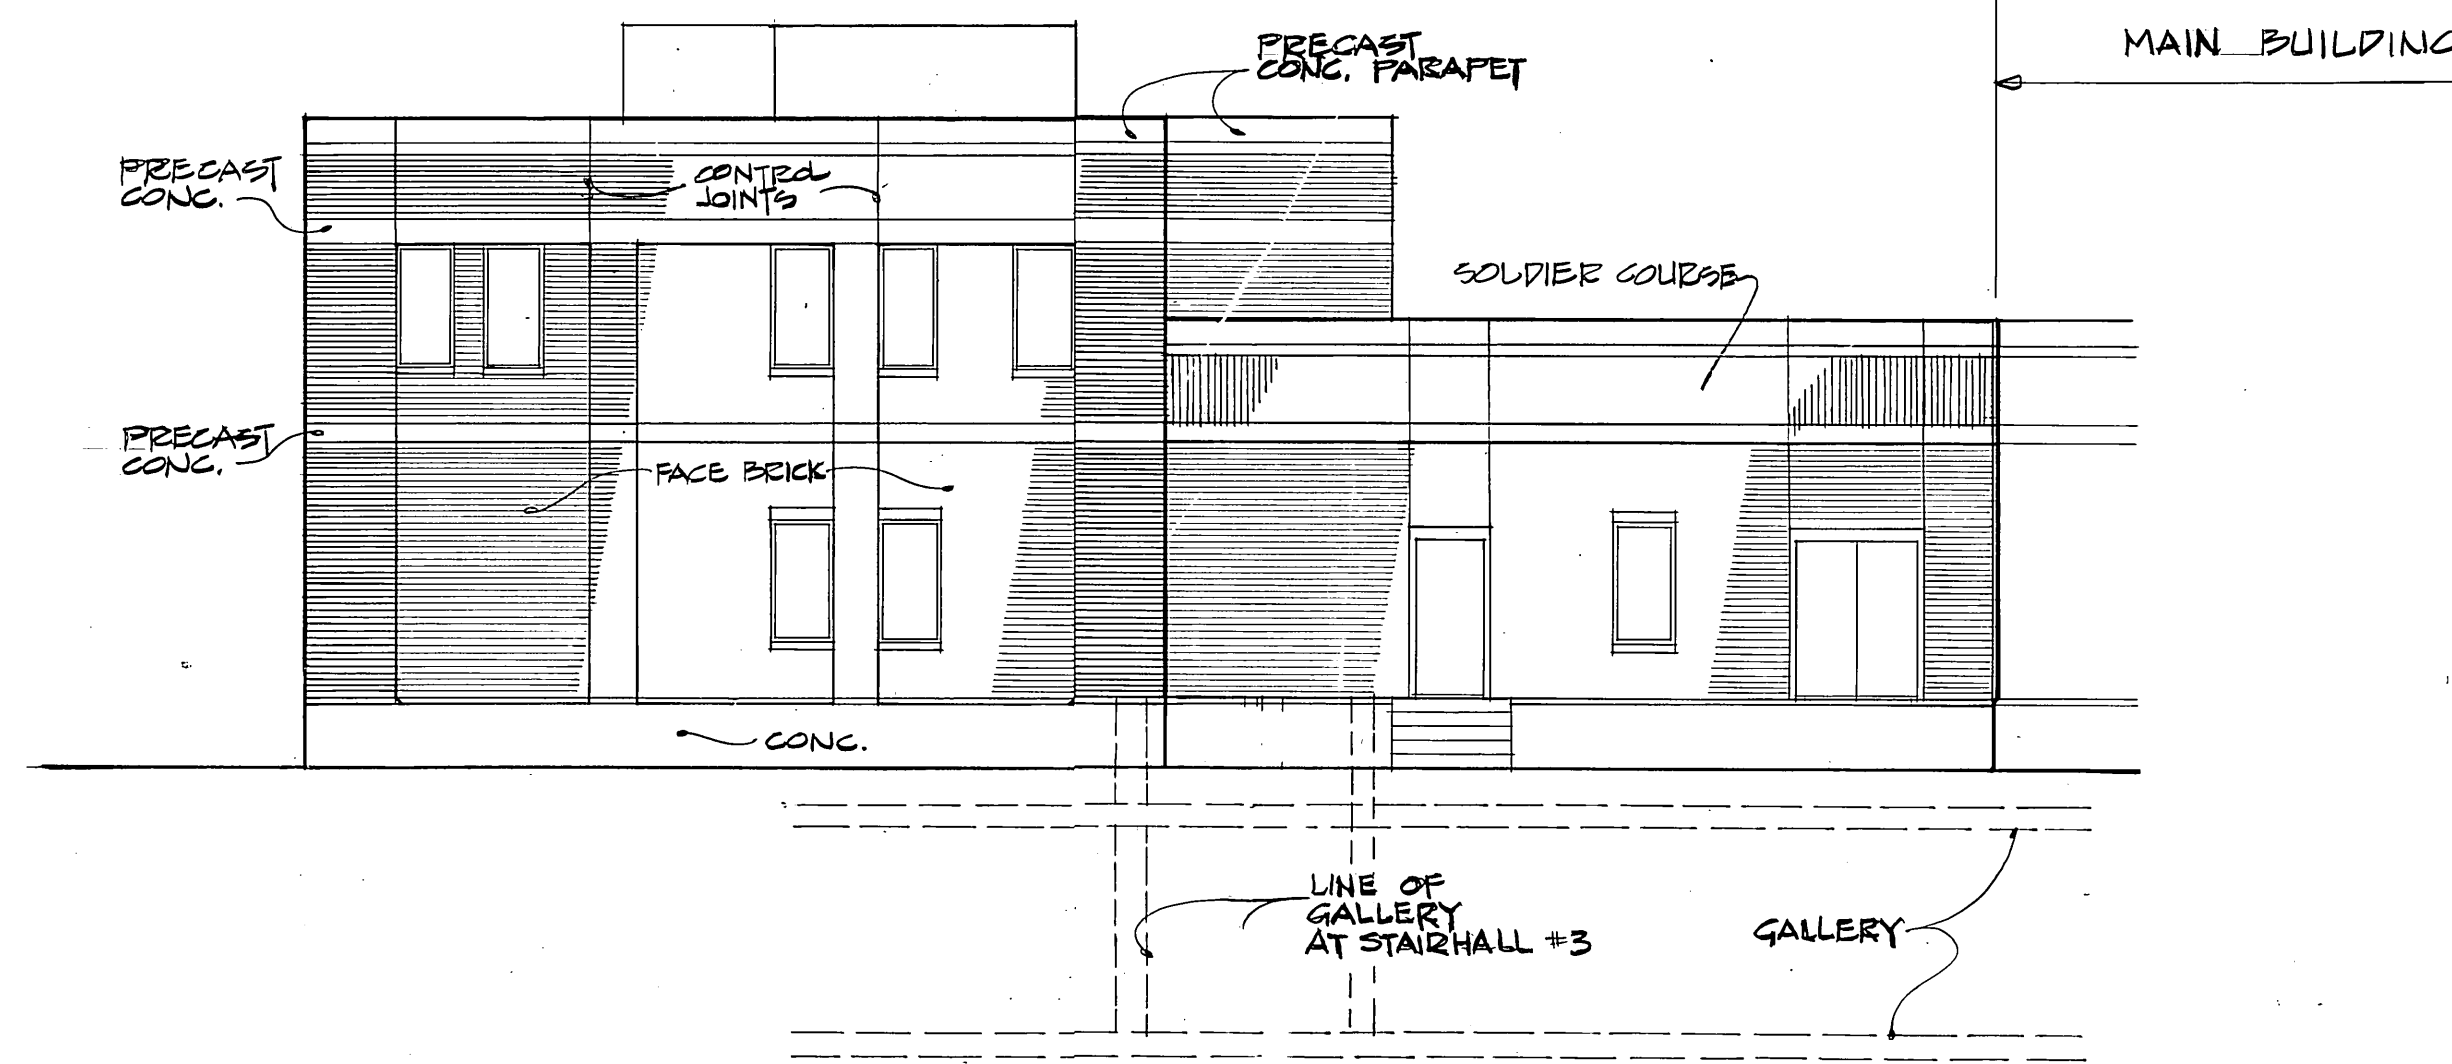 PRECAST
CONC. PARAPET
MAIN BUILDING
PRECAST
CONC.
CONTROL
JOINTS
SOLDIER COURSE
PRECAST
CONC.
FACE BRICK
CONC.
LINE OF
GALLERY
AT STAIRHALL #3
GALLERY